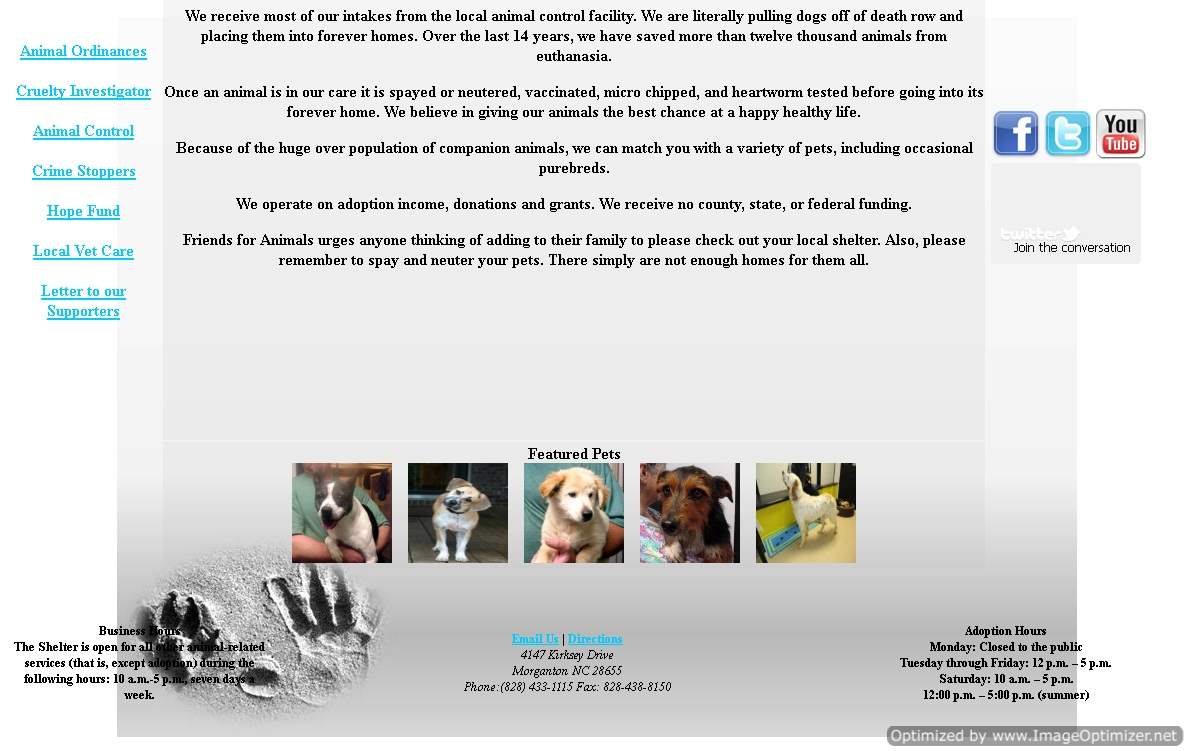 We receive most of our intakes from the local animal control facility. We are literally pulling dogs off of death row and
placing them into forever homes. Over the last 14 years, we have saved more than twelve thousand animals from
euthanasia.
Once an animal is in our care it is spayed or neutered, vaccinated, micro chipped, and heartworm tested before going into its
forever home. We believe in giving our animals the best chance at a happy healthy life.
Because of the huge over population of companion animals, we can match you with a variety of pets, including occasional
purebreds.
We operate on adoption income, donations and grants. We receive no county, state, or federal funding.
Friends for Animals urges anyone thinking of adding to their family to please check out your local shelter. Also, please
remember to spay and neuter your pets. There simply are not enough homes for them all.
Animal Ordinances
Cruelty Investigator
Animal Control
Crime Stoppers
Hope Fund
Local Vet Care
Letter to our
Supporters
f
t
You
Tube
twitter
Join the conversation
Featured Pets
Business Hours
The Shelter is open for all other animal-related
services (that is, except adoption) during the
following hours: 10 a.m.-5 p.m., seven days a
week.
Email Us | Directions
4147 Kirksey Drive
Morganton NC 28655
Phone:(828) 433-1115 Fax: 828-438-8150
Adoption Hours
Monday: Closed to the public
Tuesday through Friday: 12 p.m. – 5 p.m.
Saturday: 10 a.m. – 5 p.m.
12:00 p.m. – 5:00 p.m. (summer)
Optimized by www.ImageOptimizer.net